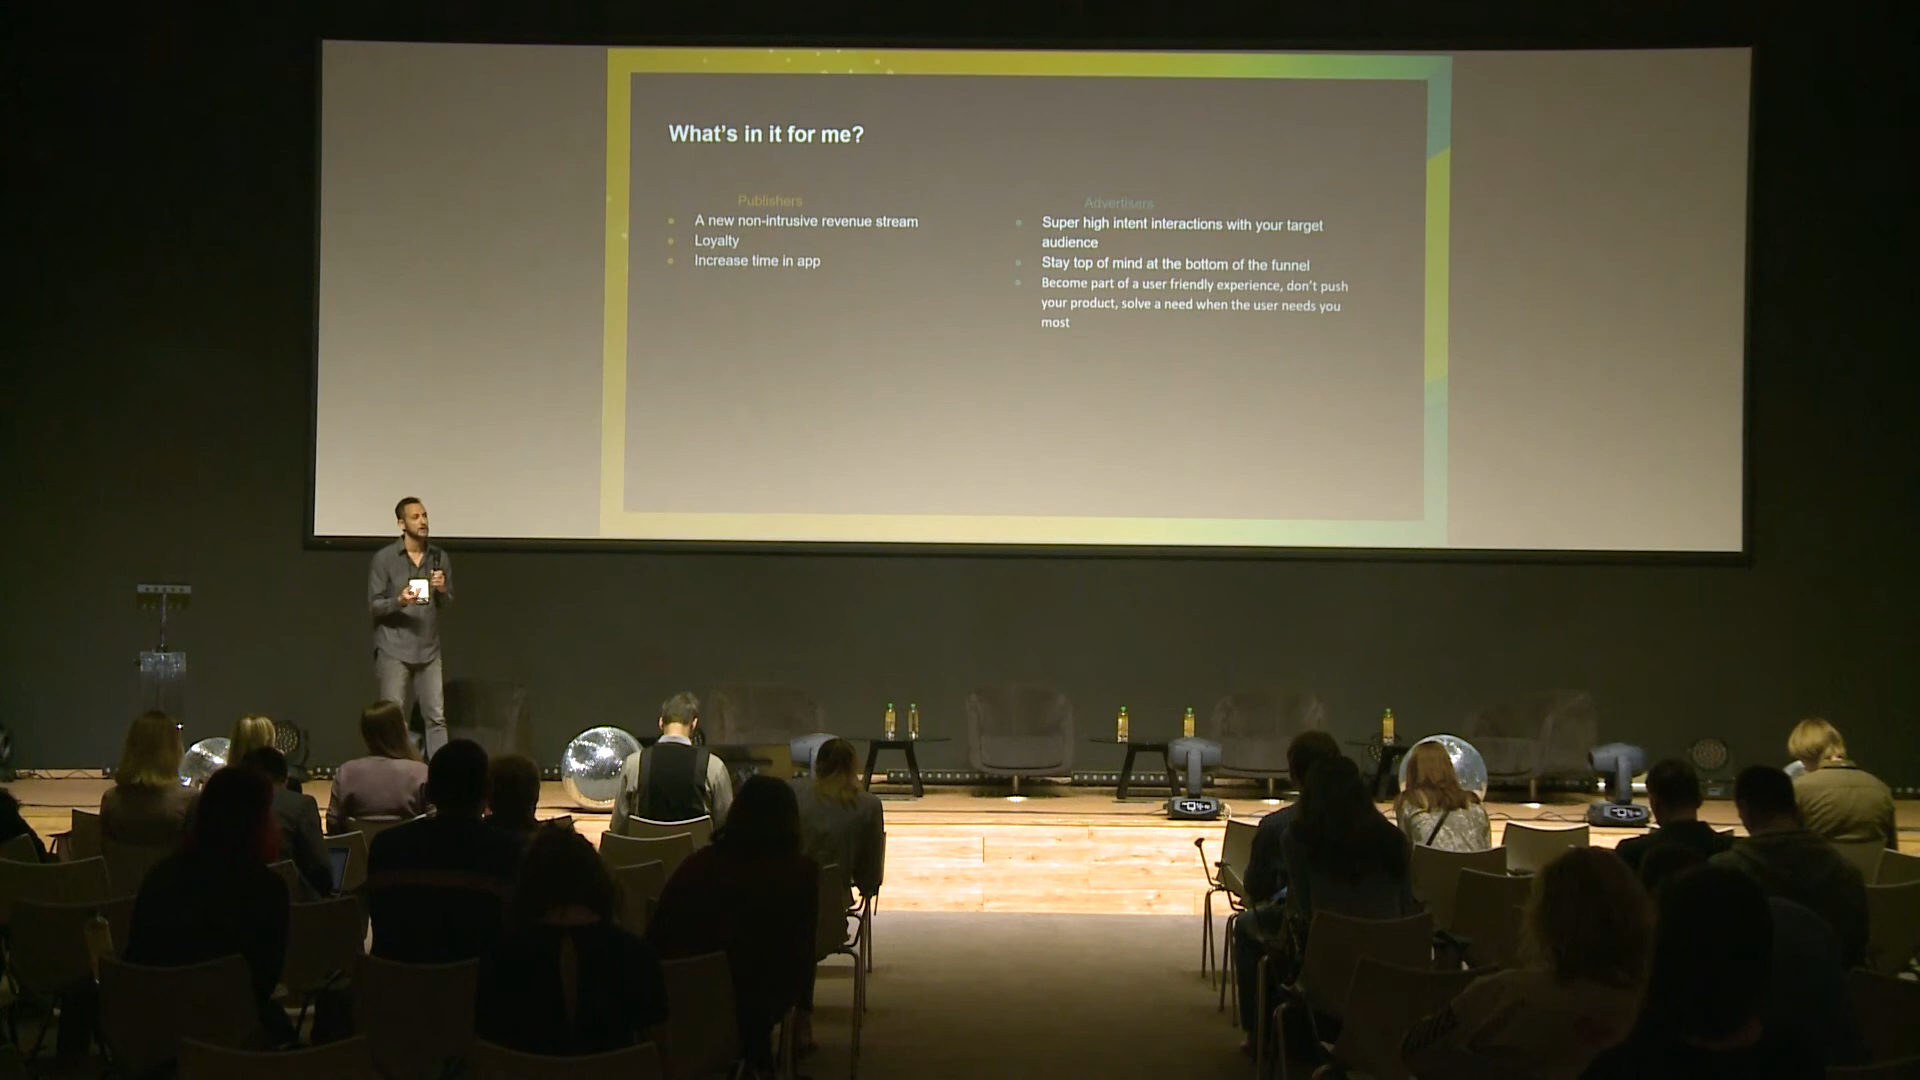 What's in it for me?
Publishers
A new non-intrusive revenue stream
Loyalty
Increase time in app
Advertisers
Super high intent interactions with your target
audience
Stay top of mind at the bottom of the funnel
Become part of a user friendly experience, don't push
your product, solve a need when the user needs you
most